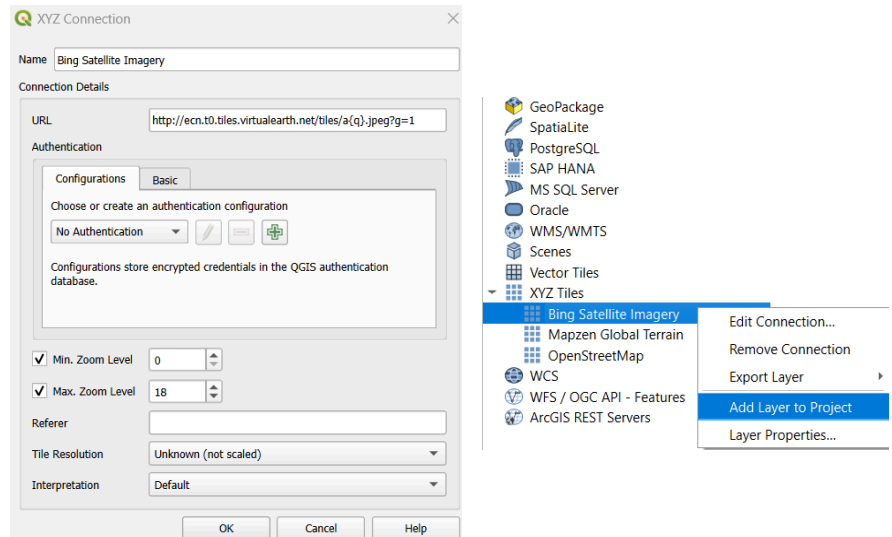 XYZ Connection
Name Bing Satellite Imagery
Connection Details
URL http://ecn.t0.tiles.virtualearth.net/tiles/a{q}.jpeg?g=1
Authentication
Configurations Basic
Choose or create an authentication configuration
No Authentication
Configurations store encrypted credentials in the QGIS authentication
database.
Min. Zoom Level 0
Max. Zoom Level 18
Referer
Tile Resolution Unknown (not scaled)
Interpretation Default
OK Cancel Help
GeoPackage
SpatiaLite
PostgreSQL
SAP HANA
MS SQL Server
Oracle
WMS/WMTS
Scenes
Vector Tiles
XYZ Tiles
Bing Satellite Imagery
Mapzen Global Terrain
OpenStreetMap
WCS
WFS / OGC API - Features
ArcGIS REST Servers
Edit Connection...
Remove Connection
Export Layer
Add Layer to Project
Layer Properties...